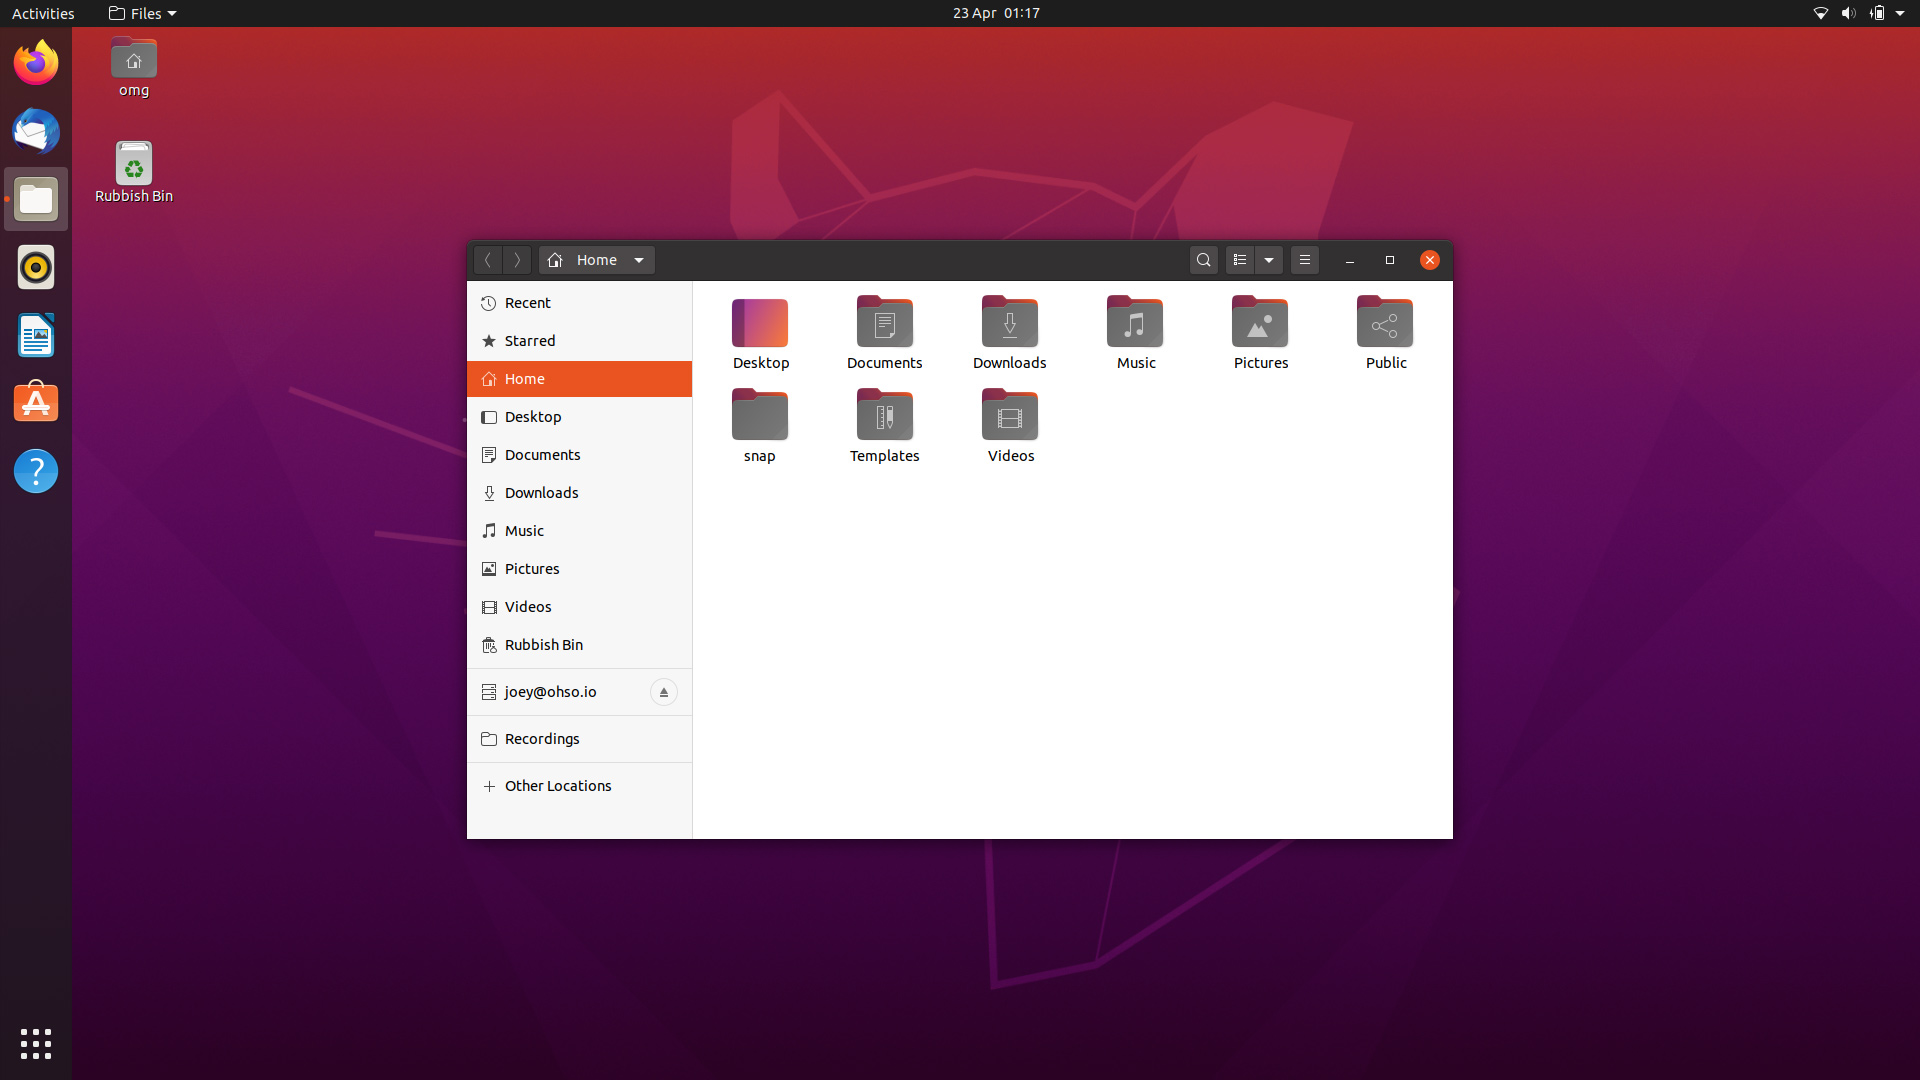 Activities
Files
23 Apr 01:17
omg
Rubbish Bin
Home
Recent
Starred
Home
Desktop
Documents
Downloads
Music
Pictures
Videos
Rubbish Bin
joey@ohso.io
Recordings
Other Locations
Desktop
Documents
Downloads
Music
Pictures
Public
snap
Templates
Videos